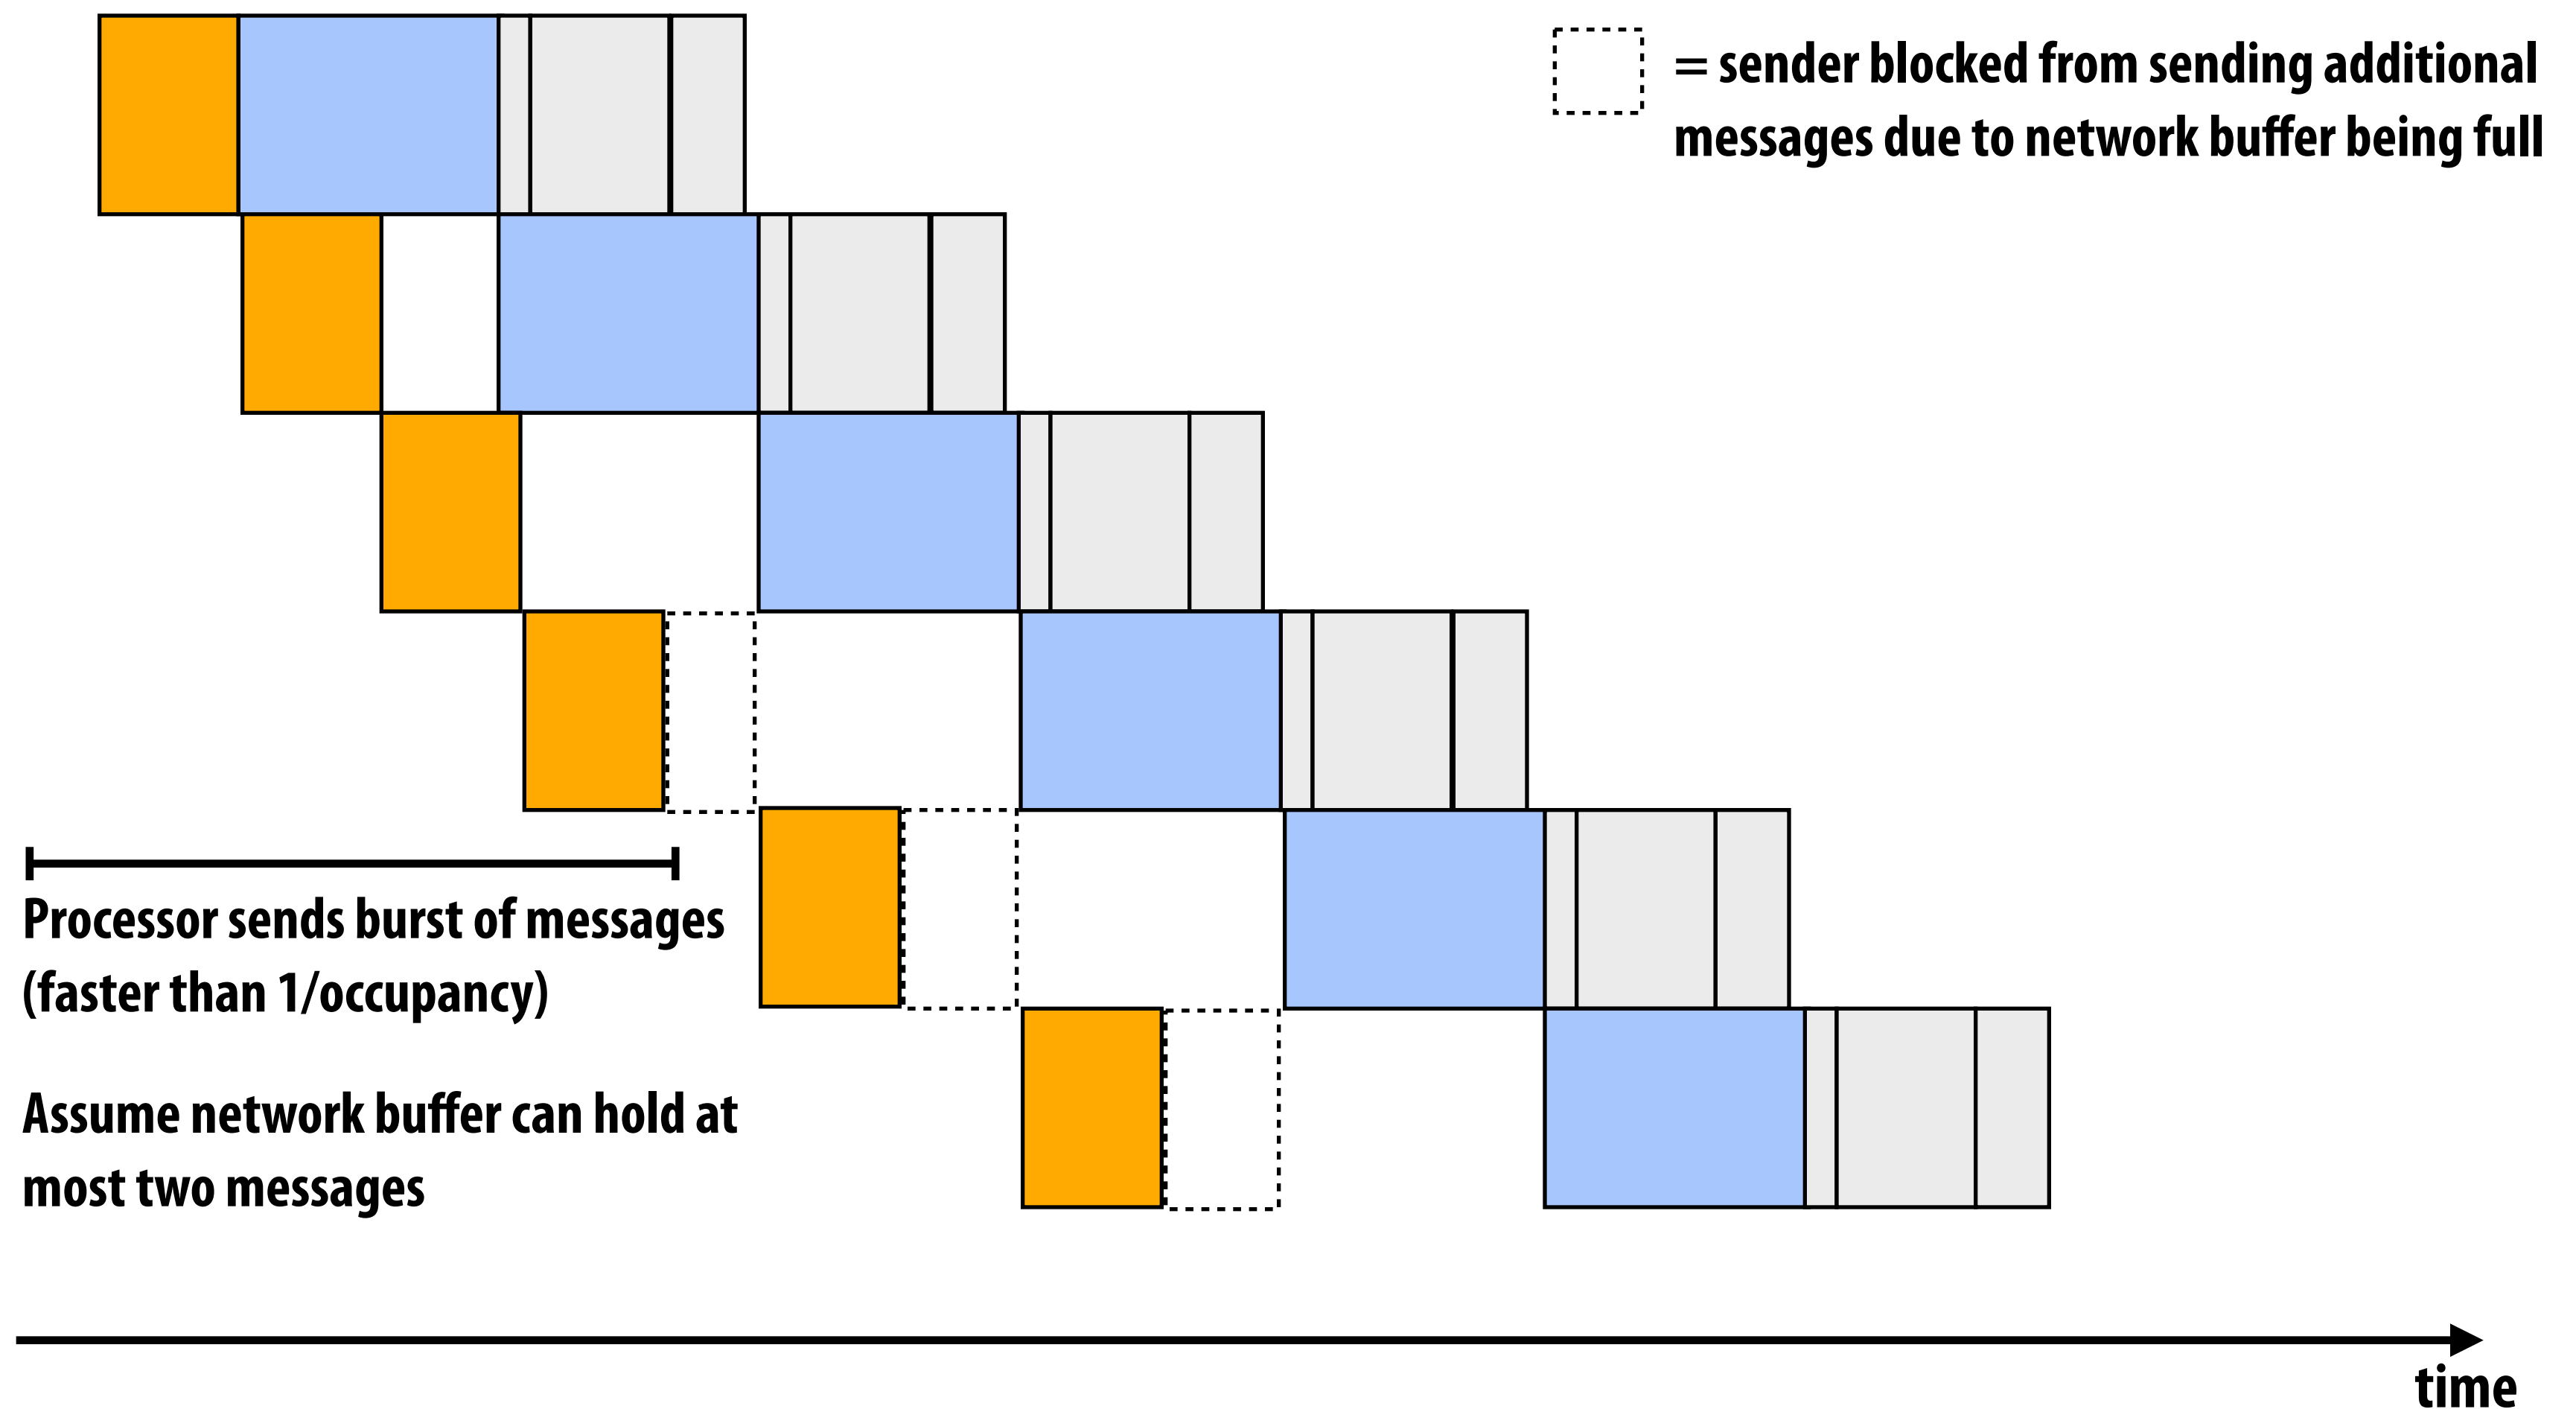 = sender blocked from sending additional
messages due to network buffer being full
Processor sends burst of messages
(faster than 1/occupancy)
Assume network buffer can hold at
most two messages
time